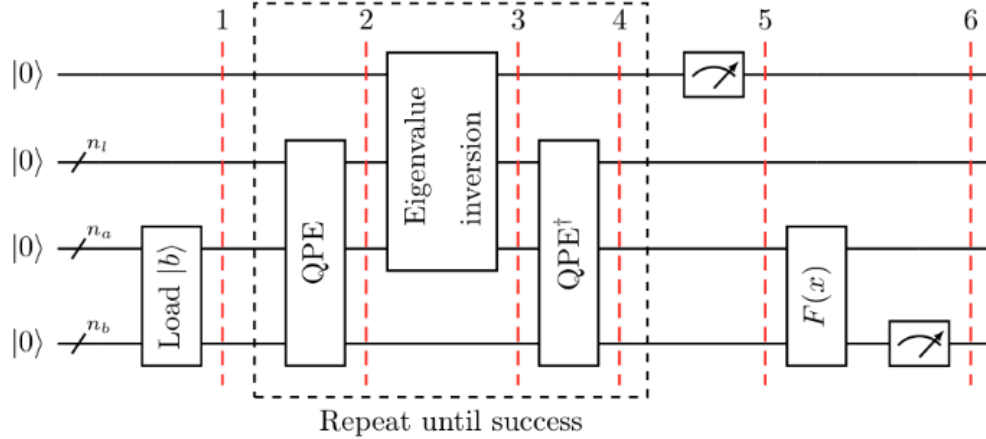 1 2 3 4 5 6
|0⟩
|0⟩ n_l
|0⟩ n_a
|0⟩ n_b
Load |b⟩
QPE
Eigenvalue
inversion
QPE†
F(x)
Repeat until success